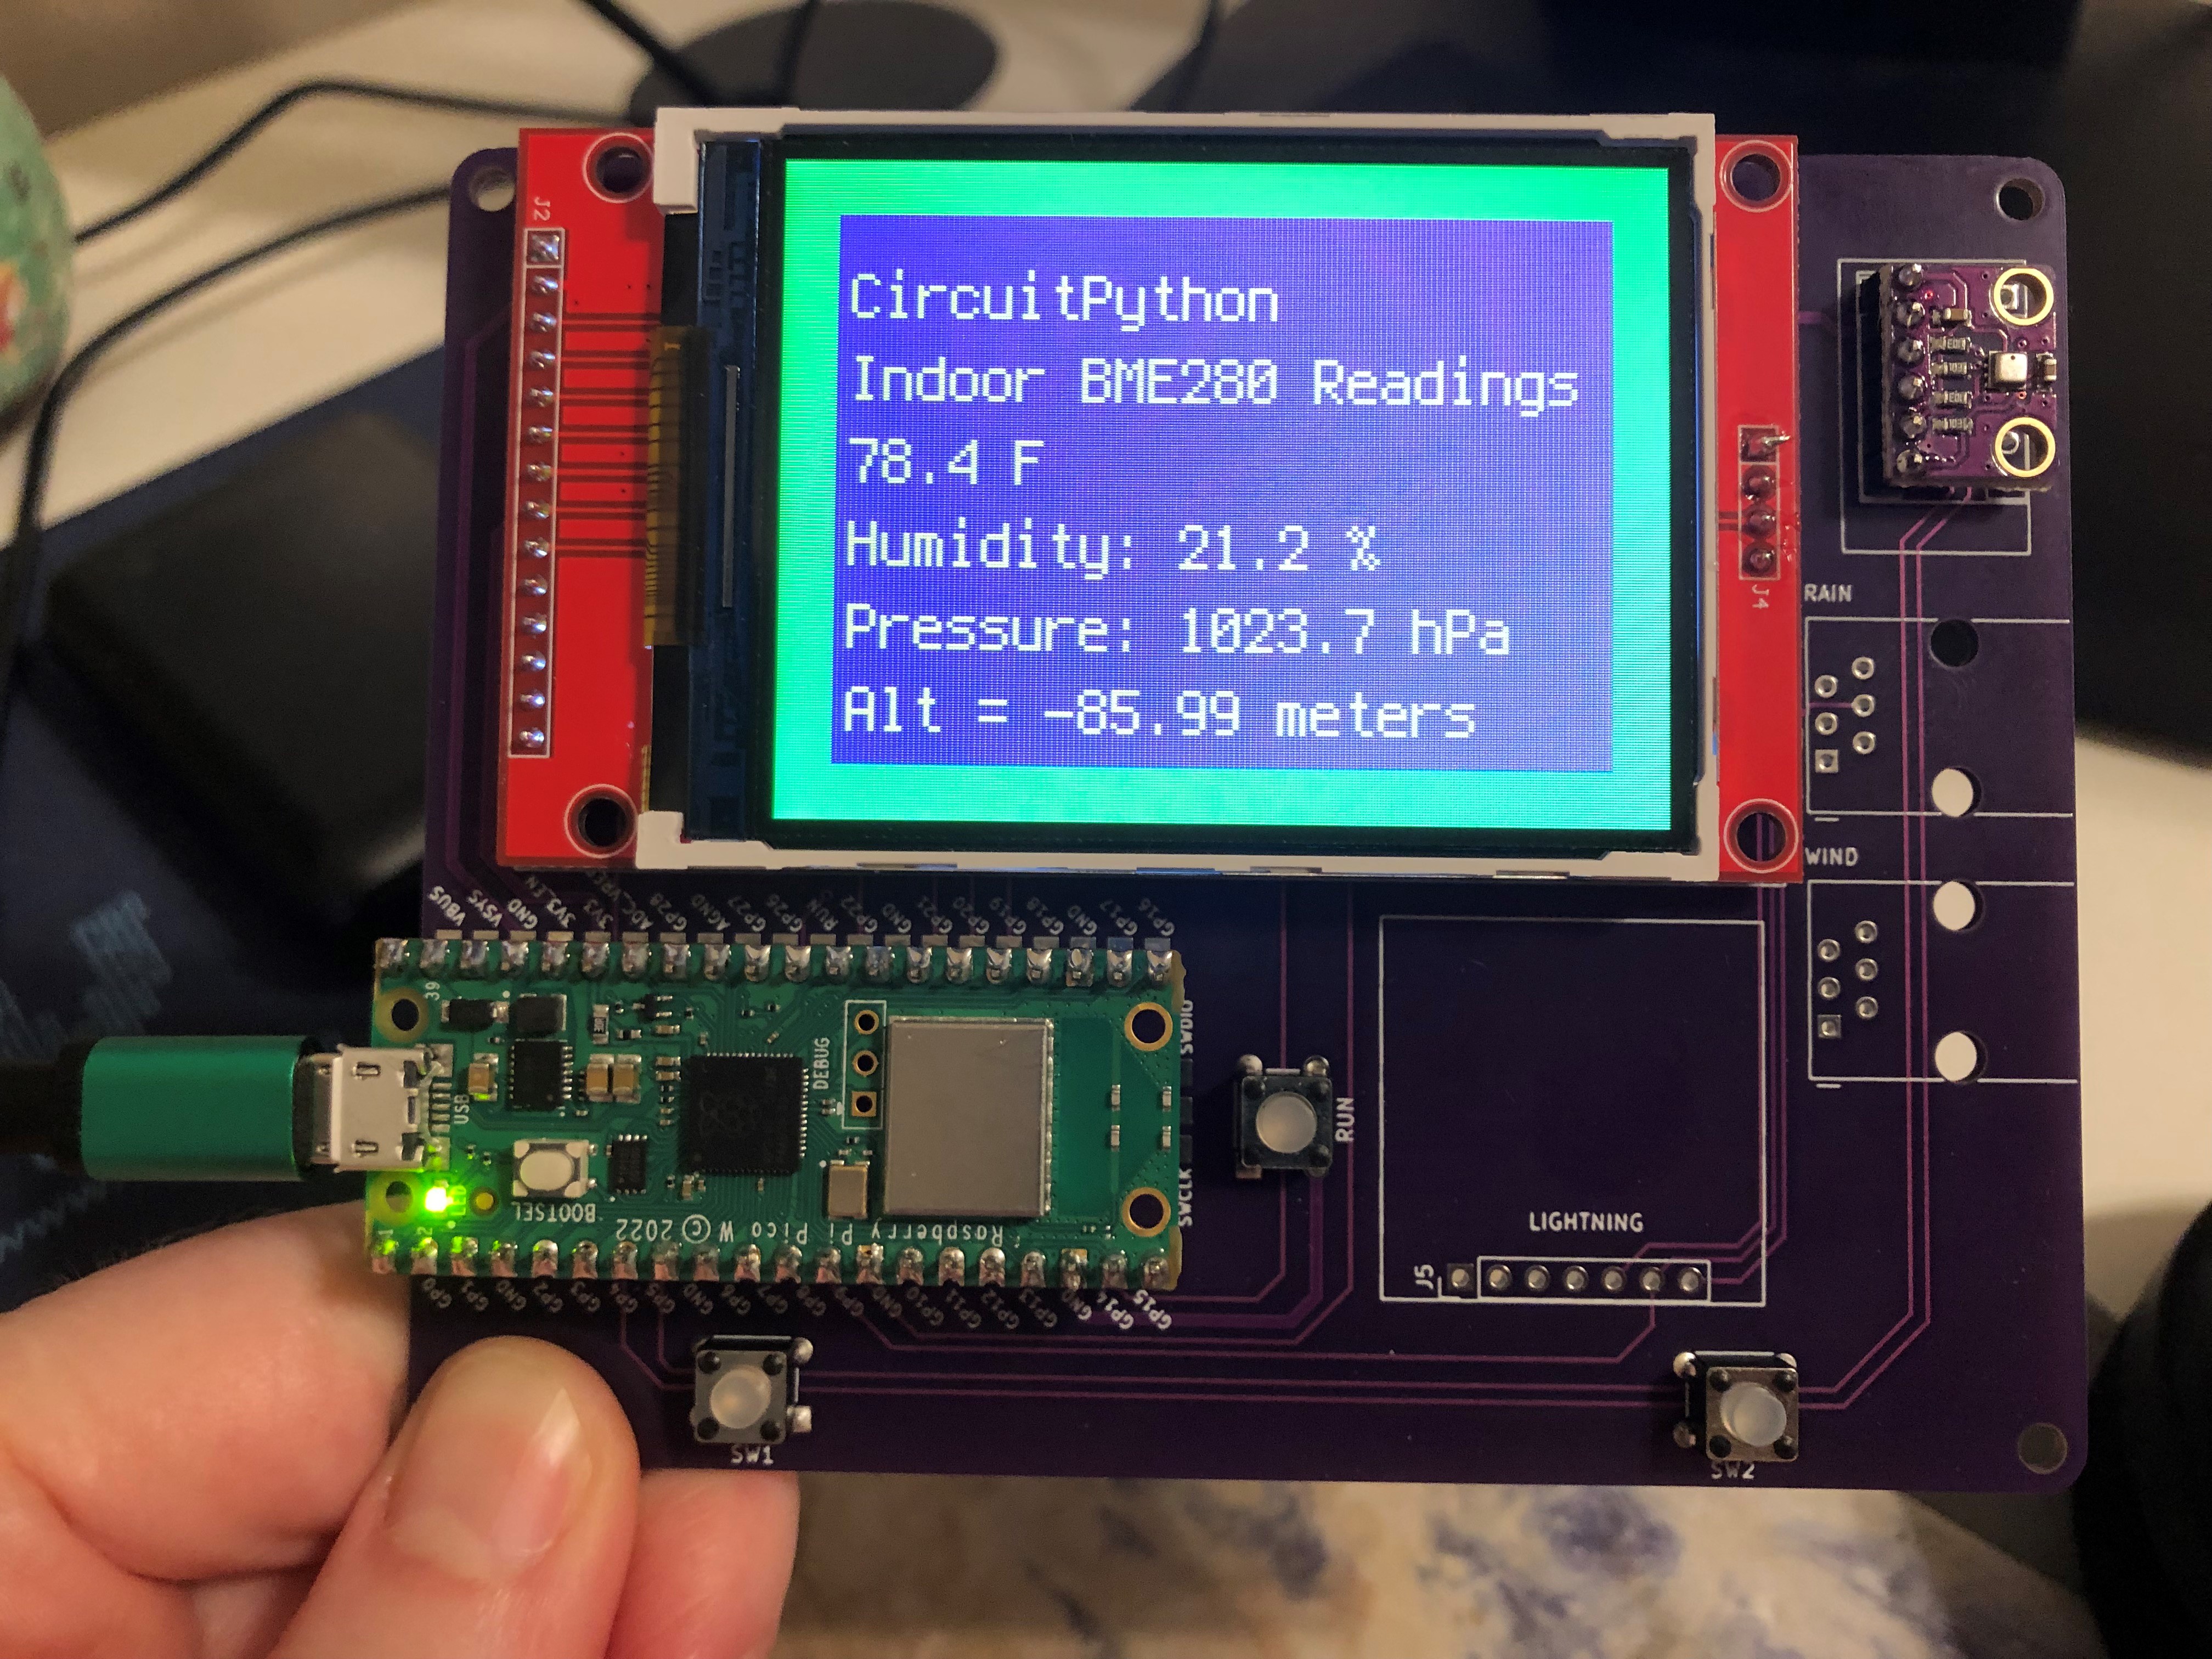 CircuitPython
Indoor BME280 Readings
78.4 F
Humidity: 21.2 %
Pressure: 1023.7 hPa
Alt = -85.99 meters
J2
J4
RAIN
WIND
VBUS
VSYS
GND
3V3_EN
3V3
GP28
AGND
GP27
GP26
RUN
GP22
GND
GP21
GP20
GP19
GP18
GND
GP17
GP16
39
USB
DEBUG
BOOTSEL
Raspberry Pi Pico W © 2022
1
2
SWDIO
SWCLK
RUN
GP0
GP1
GND
GP2
GP3
GP4
GP5
GND
GP6
GP7
GP8
GP9
GND
GP10
GP11
GP12
GP13
GND
GP14
GP15
LIGHTNING
J5
SW1
SW2